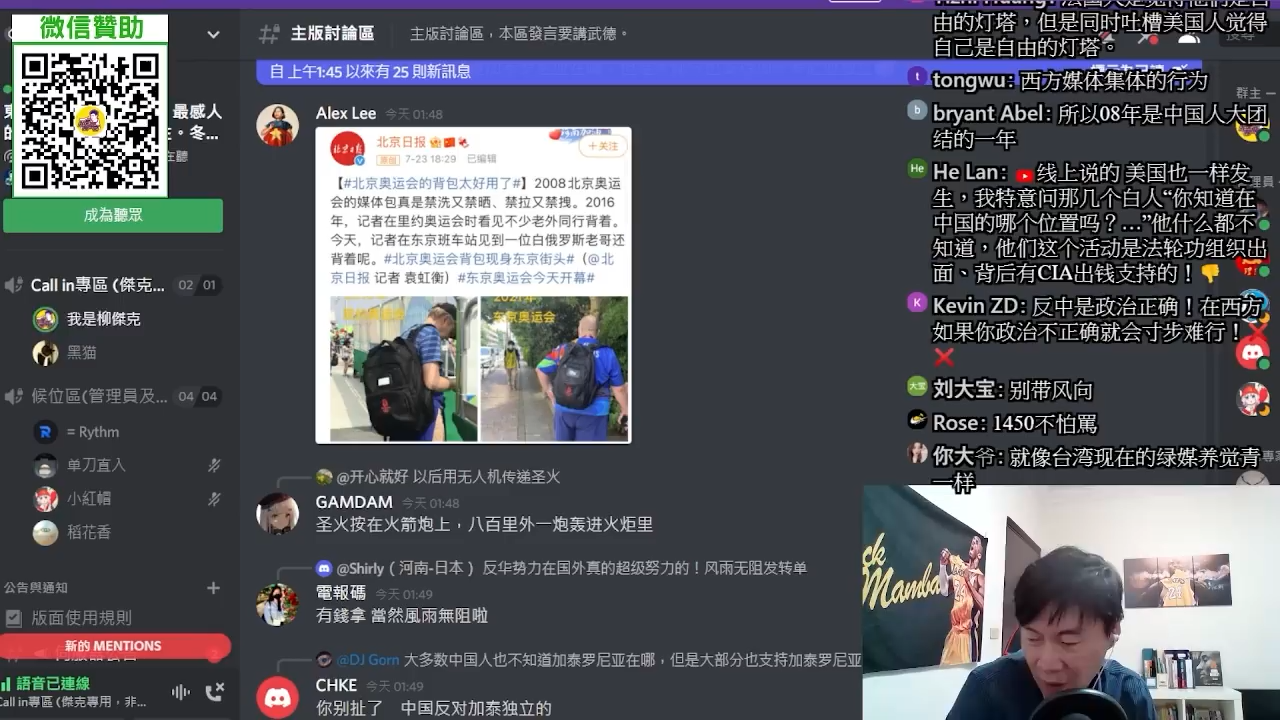 微信贊助
最感人
。冬...
在聽
成為聽眾
Call in專區 (傑克... 02 01
我是柳傑克
黑猫
候位區(管理員及... 04 04
= Rythm
单刀直入
小紅帽
稻花香
公告與通知
版面使用規則
新的 MENTIONS
語音已連線
Call in專區 (傑克專用，非...
主版討論區 主版討論區，本區發言要講武德。
自 上午1:45 以來有 25 則新訊息
Alex Lee 今天 01:48
北京日报
＋关注
7-23 18:29 已编辑
【#北京奥运会的背包太好用了#】2008北京奥运
会的媒体包真是禁洗又禁晒、禁拉又禁拽。2016
年，记者在里约奥运会时看见不少老外同行背着。
今天，记者在东京班车站见到一位白俄罗斯老哥还
背着呢。#北京奥运会背包现身东京街头#（@北
京日报 记者 袁虹衡）#东京奥运会今天开幕#
2021年
东京奥运会
@开心就好 以后用无人机传递圣火
GAMDAM 今天 01:48
圣火按在火箭炮上，八百里外一炮轰进火炬里
@Shirly（河南-日本） 反华势力在国外真的超级努力的！风雨无阻发转单
電報碼 今天 01:49
有錢拿 當然風雨無阻啦
@DJ Gorn 大多数中国人也不知道加泰罗尼亚在哪，但是大部分也支持加泰罗尼亚
CHKE 今天 01:49
你别扯了 中国反对加泰独立的
由的灯塔，但是同时吐槽美国人觉得
自己是自由的灯塔。
tongwu: 西方媒体集体的行为
bryant Abel: 所以08年是中国人大团
结的一年
He Lan: 线上说的 美国也一样发
生，我特意问那几个白人“你知道在
中国的哪个位置吗？...”他什么都不
知道，他们这个活动是法轮功组织出
面、背后有CIA出钱支持的！
Kevin ZD: 反中是政治正确！在西方
如果你政治不正确就会寸步难行！
刘大宝: 别带风向
Rose: 1450不怕罵
你大爷: 就像台湾现在的绿媒养觉青
一样
群主
Mamba